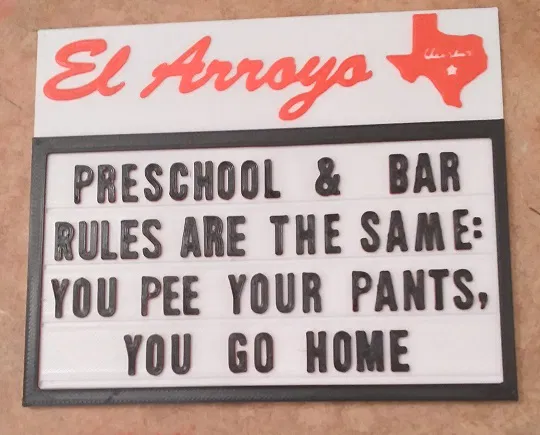 El Arroyo
PRESCHOOL & BAR
RULES ARE THE SAME:
YOU PEE YOUR PANTS,
YOU GO HOME